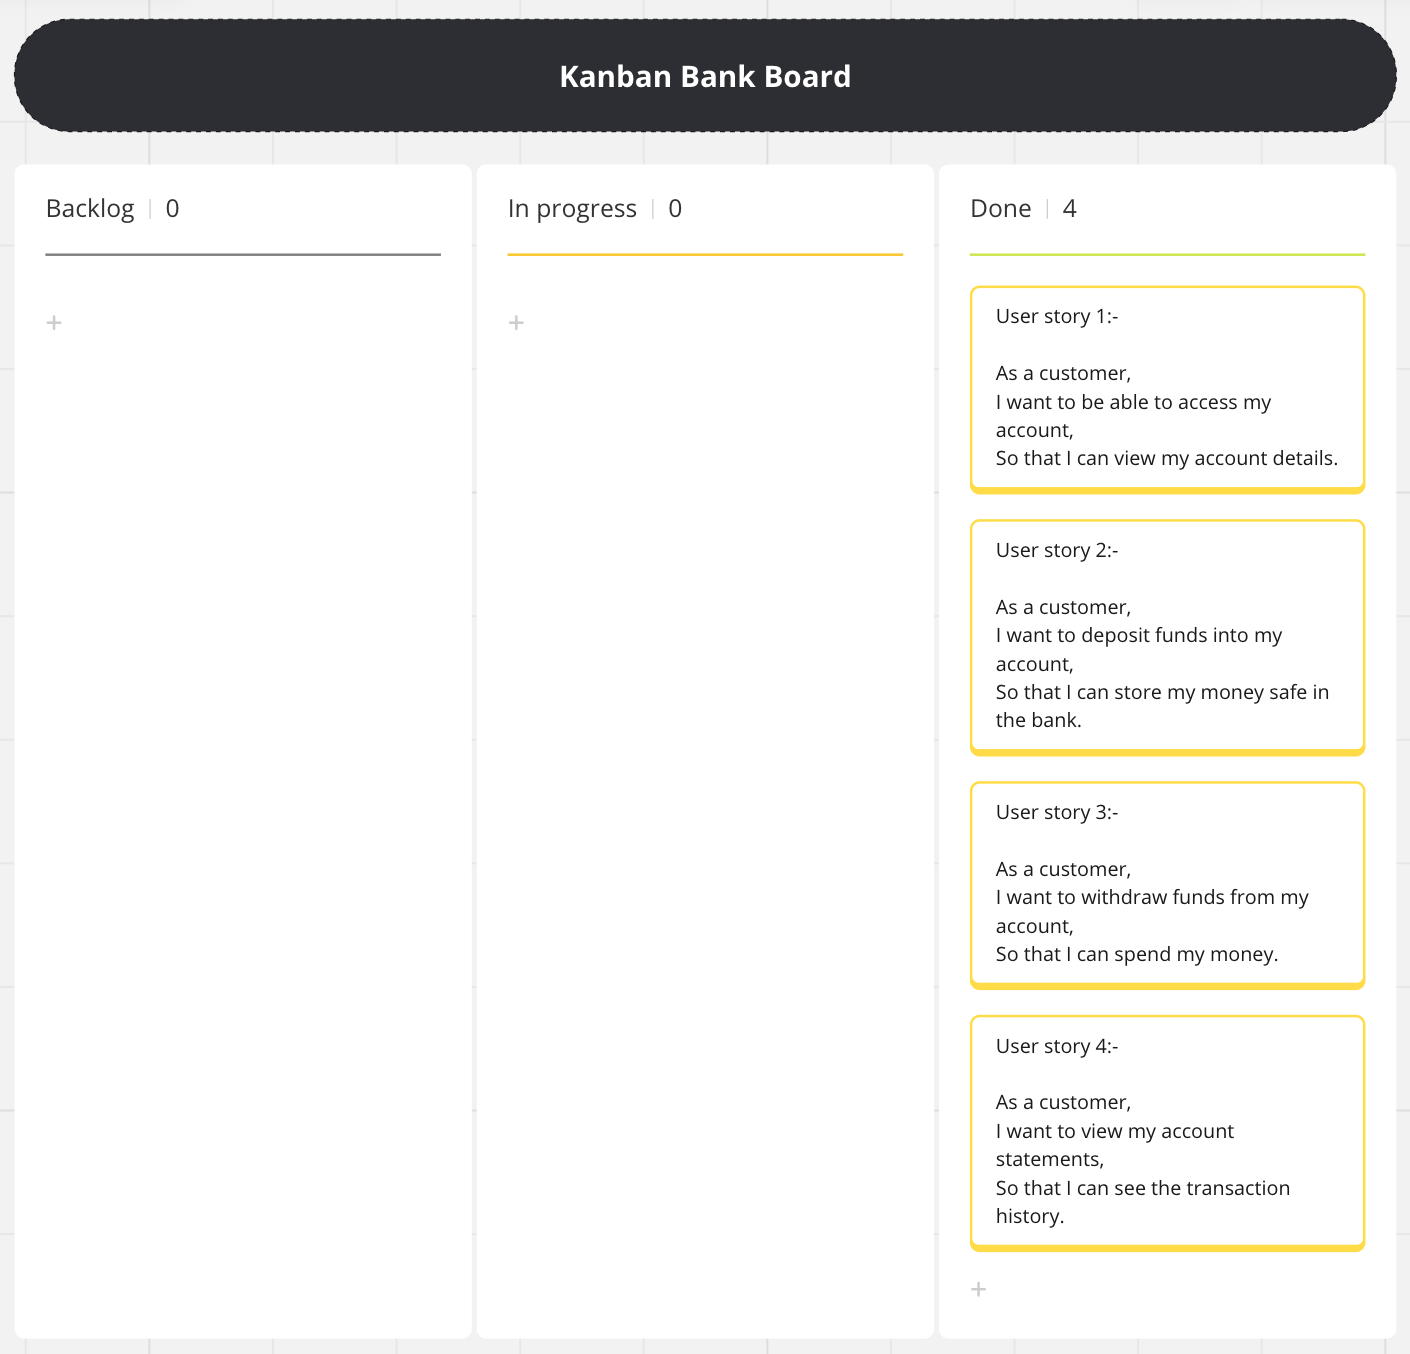 Kanban Bank Board
Backlog | 0
In progress | 0
Done | 4
User story 1:-
As a customer,
I want to be able to access my
account,
So that I can view my account details.
User story 2:-
As a customer,
I want to deposit funds into my
account,
So that I can store my money safe in
the bank.
User story 3:-
As a customer,
I want to withdraw funds from my
account,
So that I can spend my money.
User story 4:-
As a customer,
I want to view my account
statements,
So that I can see the transaction
history.